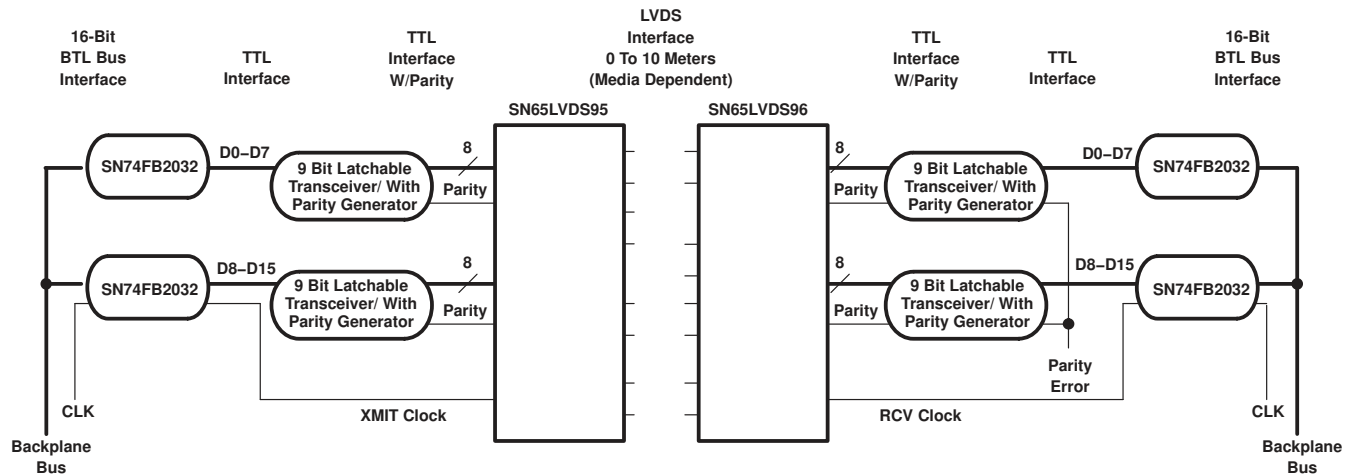 16-Bit
BTL Bus
Interface
TTL
Interface
TTL
Interface
W/Parity
LVDS
Interface
0 To 10 Meters
(Media Dependent)
TTL
Interface
W/Parity
TTL
Interface
16-Bit
BTL Bus
Interface
SN65LVDS95
SN65LVDS96
SN74FB2032
D0–D7
9 Bit Latchable
Transceiver/ With
Parity Generator
8
Parity
8
Parity
9 Bit Latchable
Transceiver/ With
Parity Generator
D0–D7
SN74FB2032
SN74FB2032
D8–D15
9 Bit Latchable
Transceiver/ With
Parity Generator
8
Parity
8
Parity
9 Bit Latchable
Transceiver/ With
Parity Generator
D8–D15
SN74FB2032
Parity
Error
CLK
XMIT Clock
RCV Clock
CLK
Backplane
Bus
Backplane
Bus